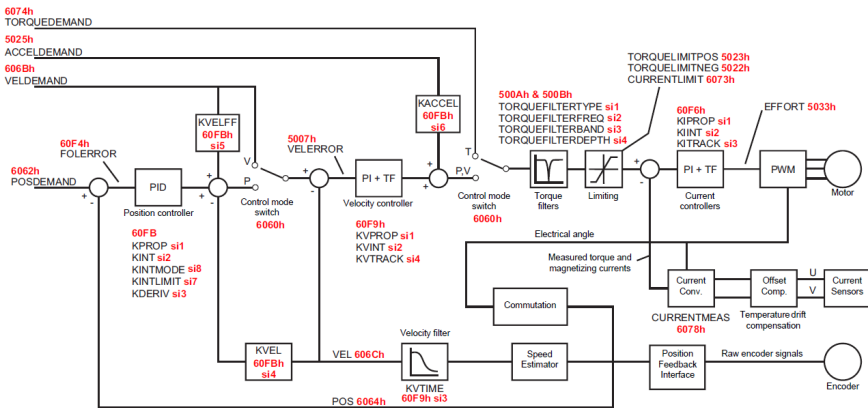 6074h
TORQUEDEMAND
5025h
ACCELDEMAND
606Bh
VELDEMAND
KVELFF
60FBh
si5
KACCEL
60FBh
si6
500Ah & 500Bh
TORQUEFILTERTYPE si1
TORQUEFILTERFREQ si2
TORQUEFILTERBAND si3
TORQUEFILTERDEPTH si4
TORQUELIMITPOS 5023h
TORQUELIMITNEG 5022h
CURRENTLIMIT 6073h
60F6h
KIPROP si1
KIINT si2
KITRACK si3
EFFORT 5033h
60F4h
FOLERROR
6062h
POSDEMAND
+
-
PID
Position controller
+
+
-
V
P
Control mode
switch
6060h
5007h
VELERROR
+
-
PI + TF
Velocity controller
+
+
T
P,V
Control mode
switch
6060h
Torque
filters
Limiting
+
-
PI + TF
Current
controllers
PWM
Motor
60FB
KPROP si1
KINT si2
KINTMODE si8
KINTLIMIT si7
KDERIV si3
60F9h
KVPROP si1
KVINT si2
KVTRACK si4
Electrical angle
Measured torque and
magnetizing currents
Current
Conv.
Offset
Comp.
U
V
Current
Sensors
CURRENTMEAS
6078h
Temperature drift
compensation
Commutation
KVEL
60FBh
si4
VEL 606Ch
Velocity filter
KVTIME
60F9h si3
Speed
Estimator
Position
Feedback
Interface
Raw encoder signals
Encoder
POS 6064h